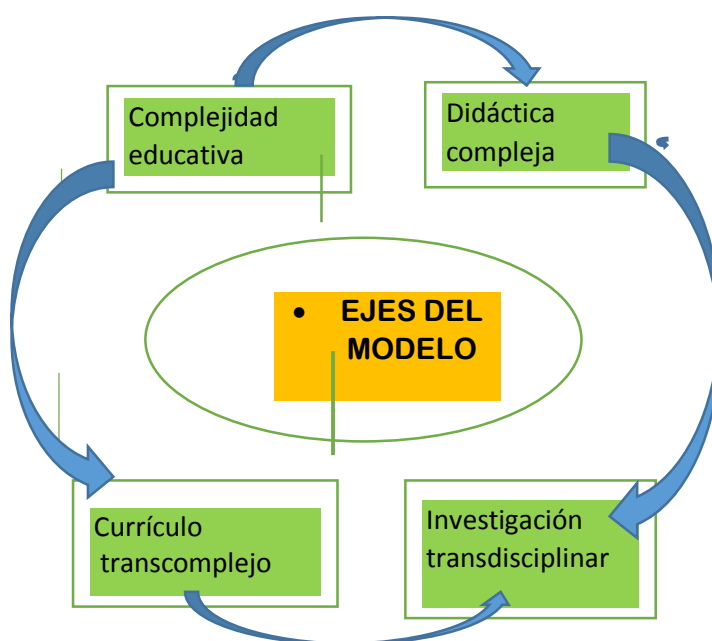 Complejidad
educativa
Didáctica
compleja
• EJES DEL
MODELO
Currículo
transcomplejo
Investigación
transdisciplinar